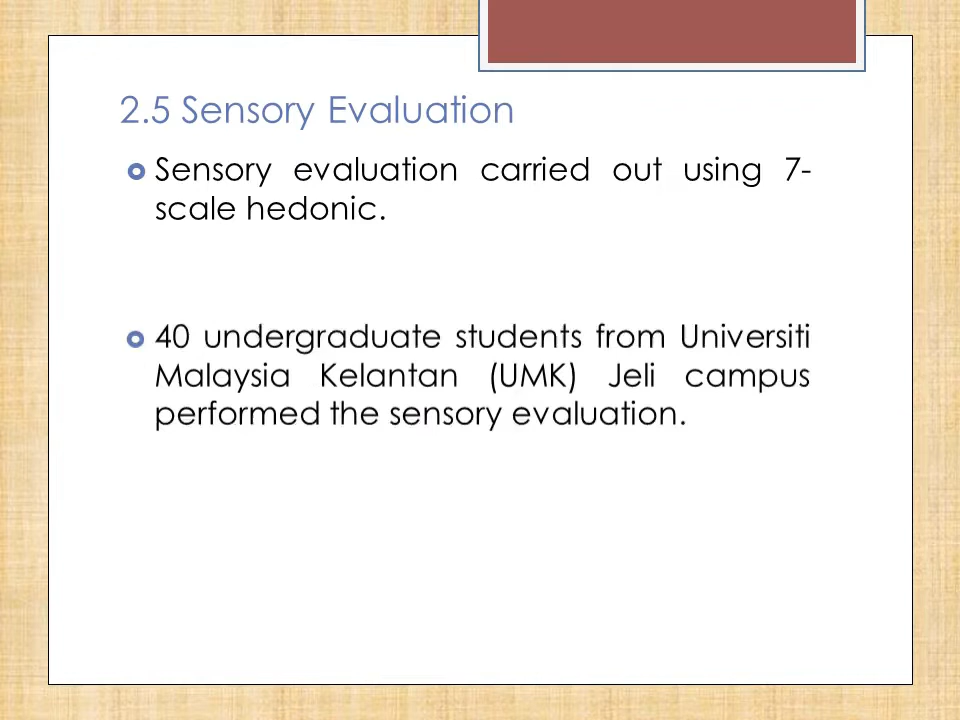 2.5 Sensory Evaluation
Sensory evaluation carried out using 7-
scale hedonic.
40 undergraduate students from Universiti
Malaysia Kelantan (UMK) Jeli campus
performed the sensory evaluation.